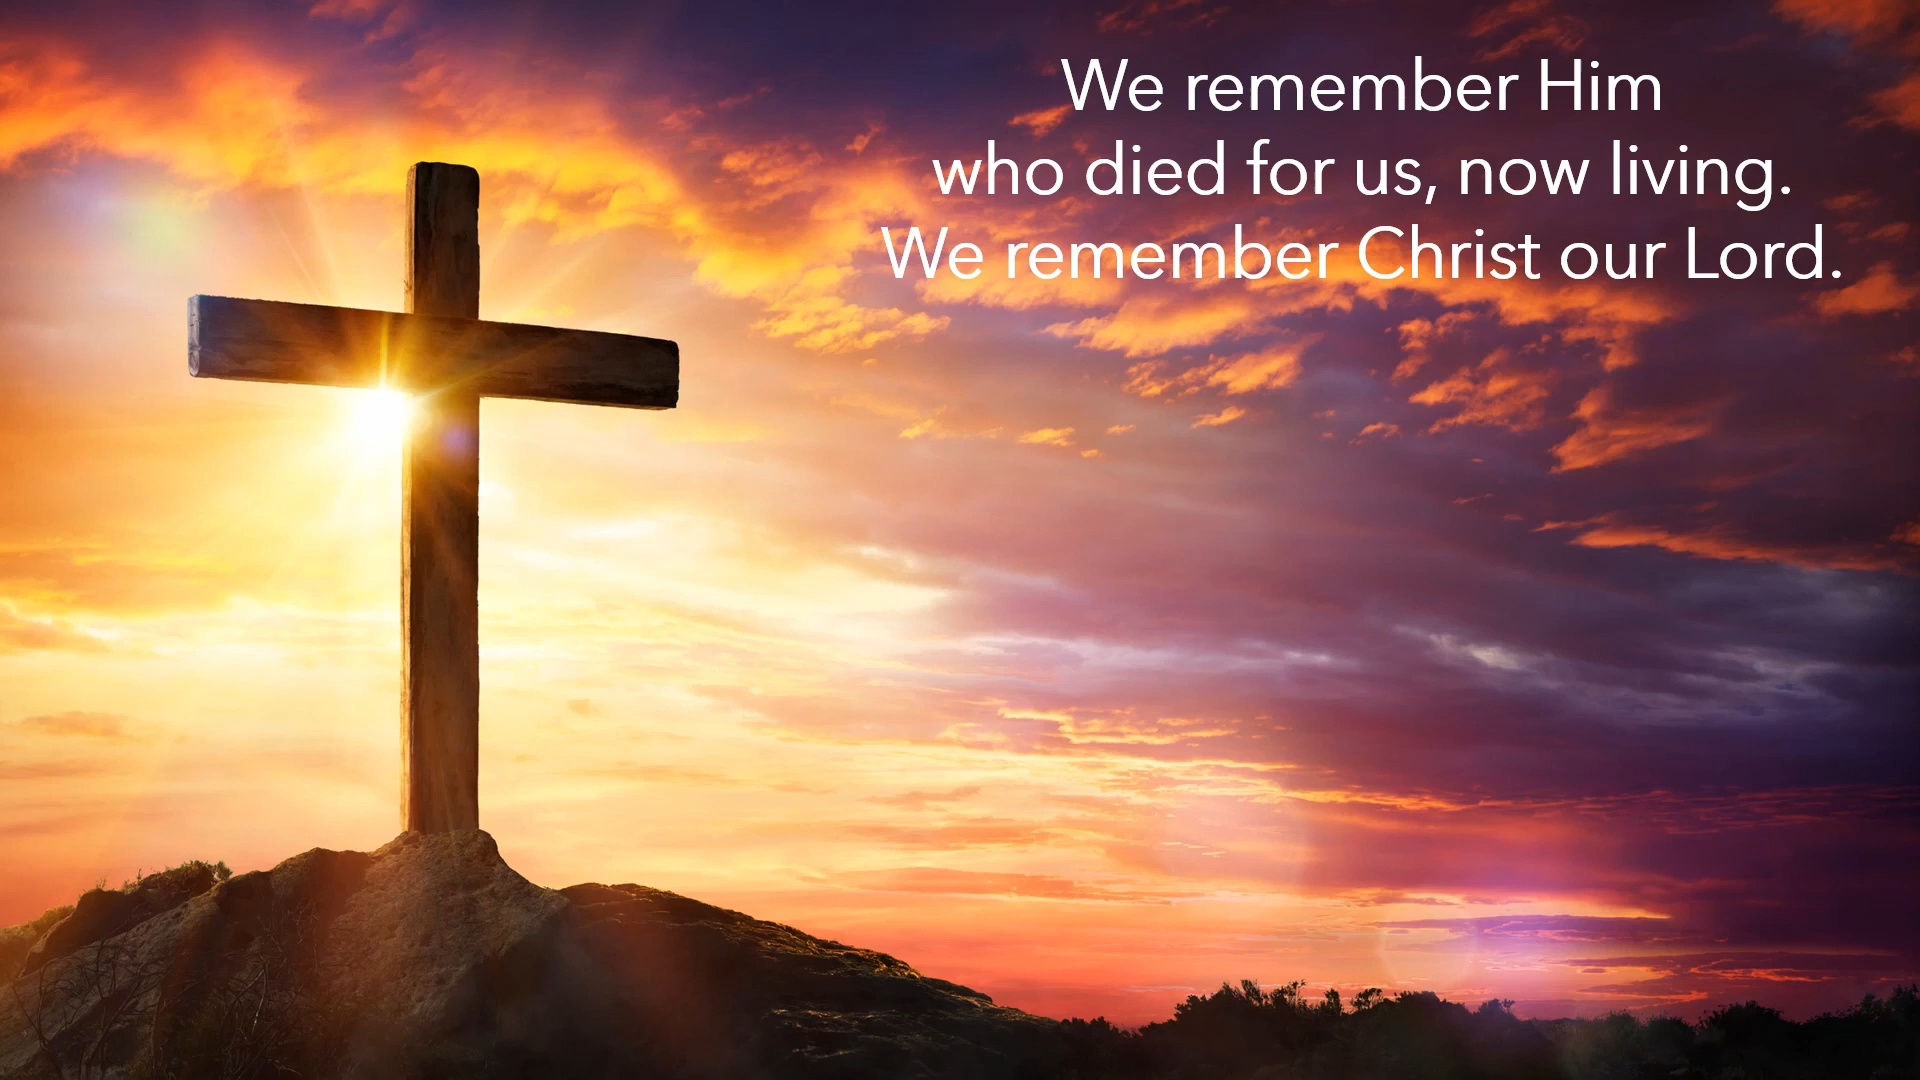 We remember Him
who died for us, now living.
We remember Christ our Lord.